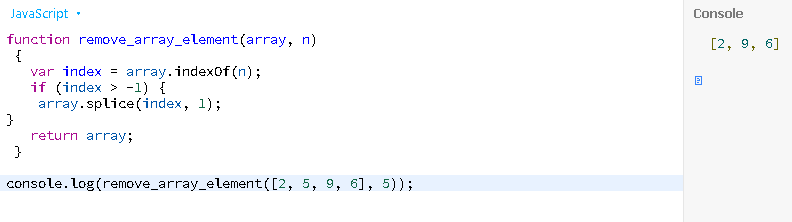 JavaScript
function remove_array_element(array, n)
{
var index = array.indexOf(n);
if (index > -1) {
array.splice(index, 1);
}
return array;
}
console.log(remove_array_element([2, 5, 9, 6], 5));
Console
[2, 9, 6]